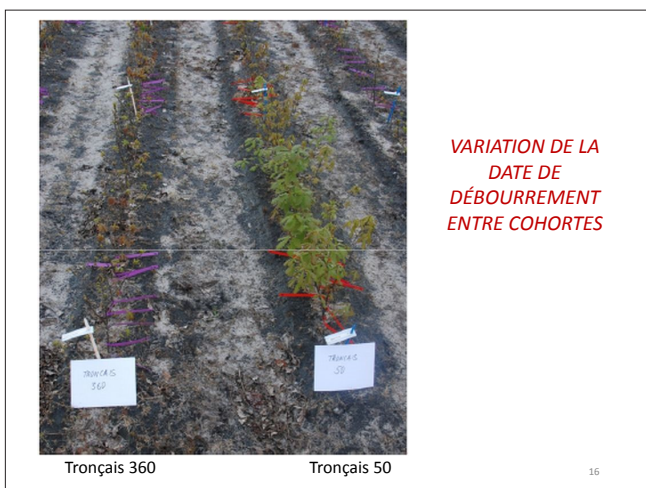 VARIATION DE LA
DATE DE
DÉBOURREMENT
ENTRE COHORTES
TRONCAIS
360
TRONCAIS
50
Tronçais 360
Tronçais 50
16